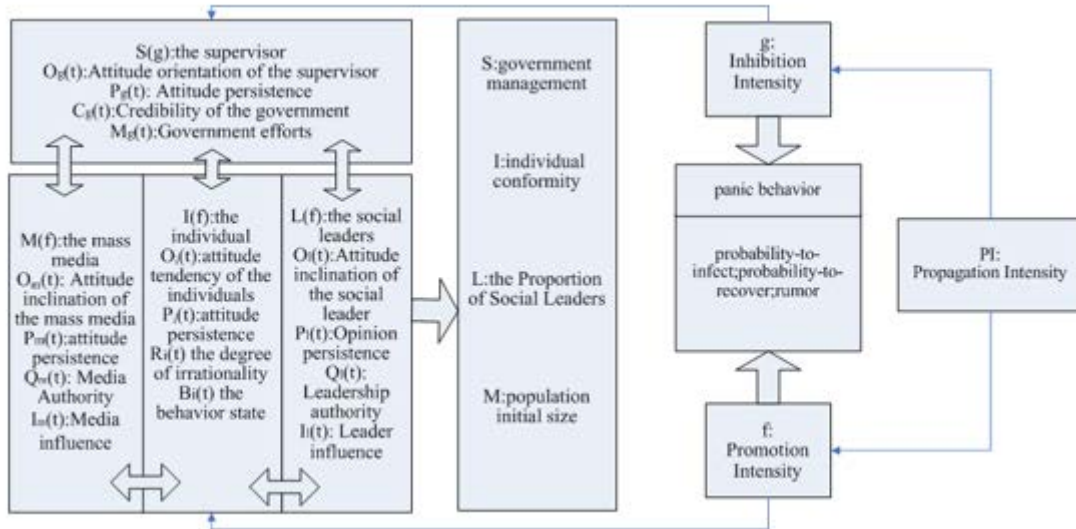 S(g):the supervisor
Og(t):Attitude orientation of the supervisor
Pg(t): Attitude persistence
Cg(t):Credibility of the government
Mg(t):Government efforts
M(f):the mass
media
Om(t): Attitude
inclination of
the mass media
Pm(t):attitude
persistence
Qm(t): Media
Authority
Im(t):Media
influence
I(f):the
individual
Oi(t):attitude
tendency of the
individuals
Pi(t):attitude
persistence
Ri(t) the degree
of irrationality
Bi(t) the
behavior state
L(f):the social
leaders
Ol(t):Attitude
inclination of
the social
leader
Pl(t):Opinion
persistence
Ql(t):
Leadership
authority
Il(t): Leader
influence
S:government
management
I:individual
conformity
L:the Proportion
of Social Leaders
M:population
initial size
g:
Inhibition
Intensity
panic behavior
probability-to-
infect;probability-to-
recover;rumor
f:
Promotion
Intensity
PI:
Propagation Intensity